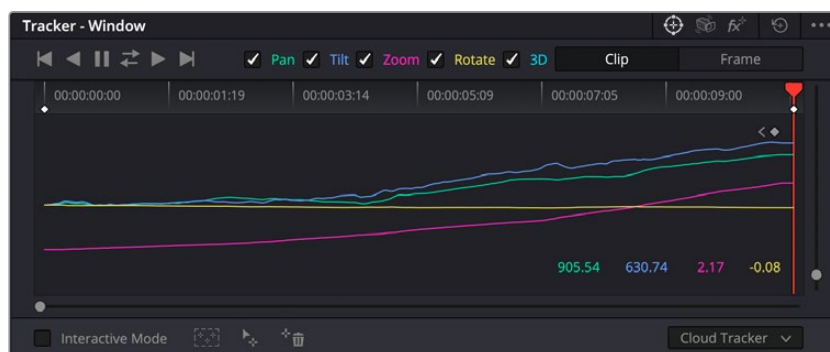 Tracker - Window
Pan Tilt Zoom Rotate 3D Clip Frame
00:00:00:00 00:00:01:19 00:00:03:14 00:00:05:09 00:00:07:05 00:00:09:00
905.54 630.74 2.17 -0.08
Interactive Mode Cloud Tracker